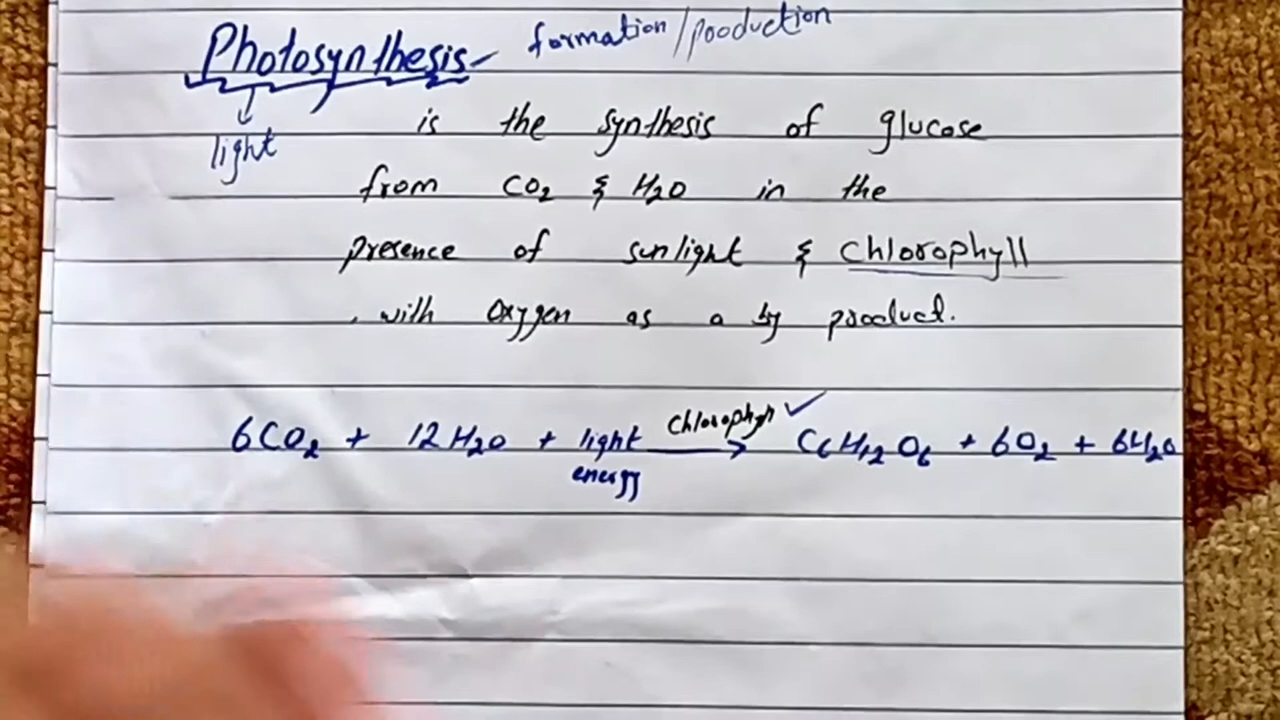 Photosynthesis - formation/production
light
is the synthesis of glucose
from CO₂ & H₂O in the
presence of sunlight & Chlorophyll
with oxygen as a by product.
6CO₂ + 12H₂O + light energy Chlorophyll ✓ → C₆H₁₂O₆ + 6O₂ + 6H₂O